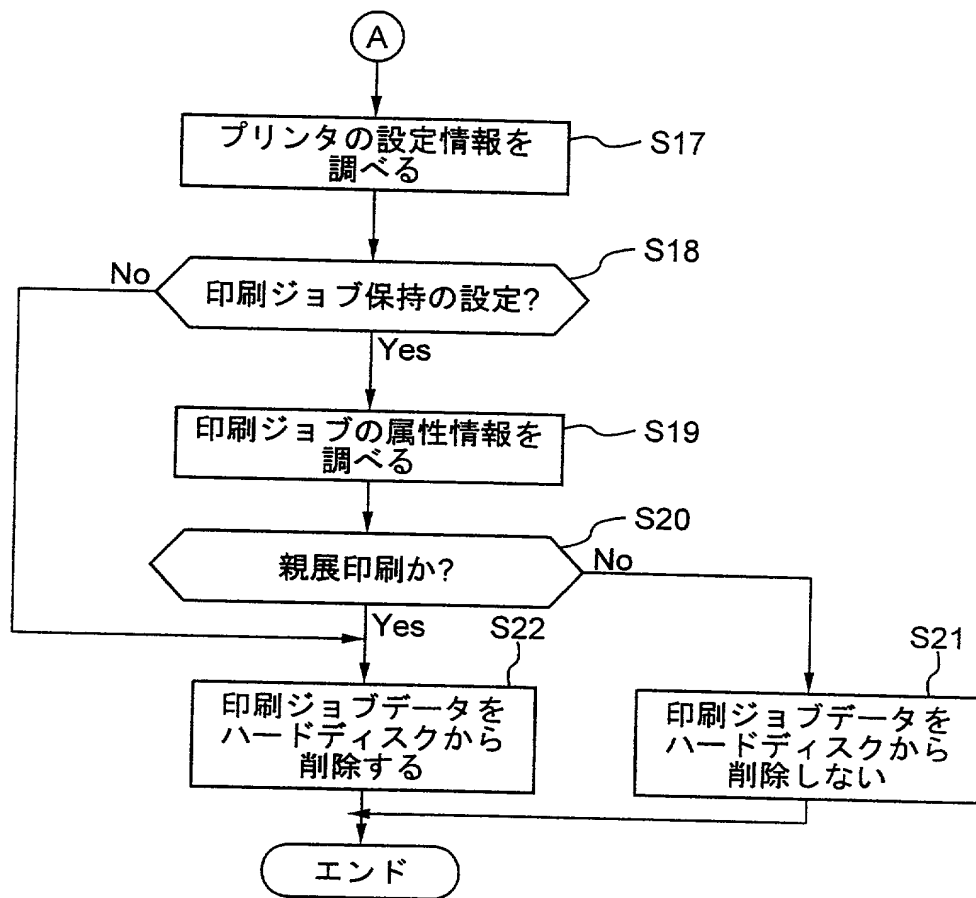 A
プリンタの設定情報を
調べる
S17
S18
No
印刷ジョブ保持の設定?
Yes
印刷ジョブの属性情報を
調べる
S19
S20
親展印刷か?
No
Yes
S22
S21
印刷ジョブデータを
ハードディスクから
削除する
印刷ジョブデータを
ハードディスクから
削除しない
エンド